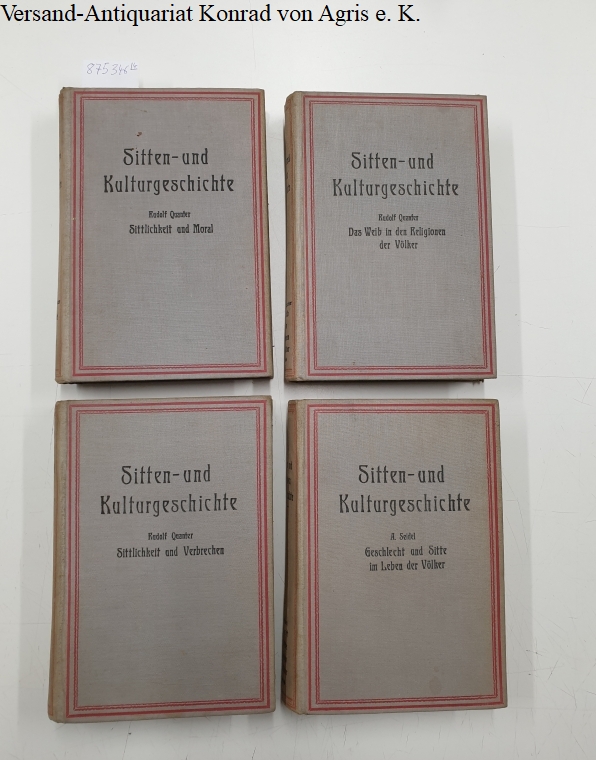 Versand-Antiquariat Konrad von Agris e. K.
Sitten- und
Kulturgeschichte
Rudolf Quanter
Sittlichkeit und Moral
Sitten- und
Kulturgeschichte
Rudolf Quanter
Das Weib in den Religionen
der Völker
Sitten- und
Kulturgeschichte
Rudolf Quanter
Sittlichkeit und Verbrechen
Sitten- und
Kulturgeschichte
A. Seidel
Geschlecht und Sitte
im Leben der Völker